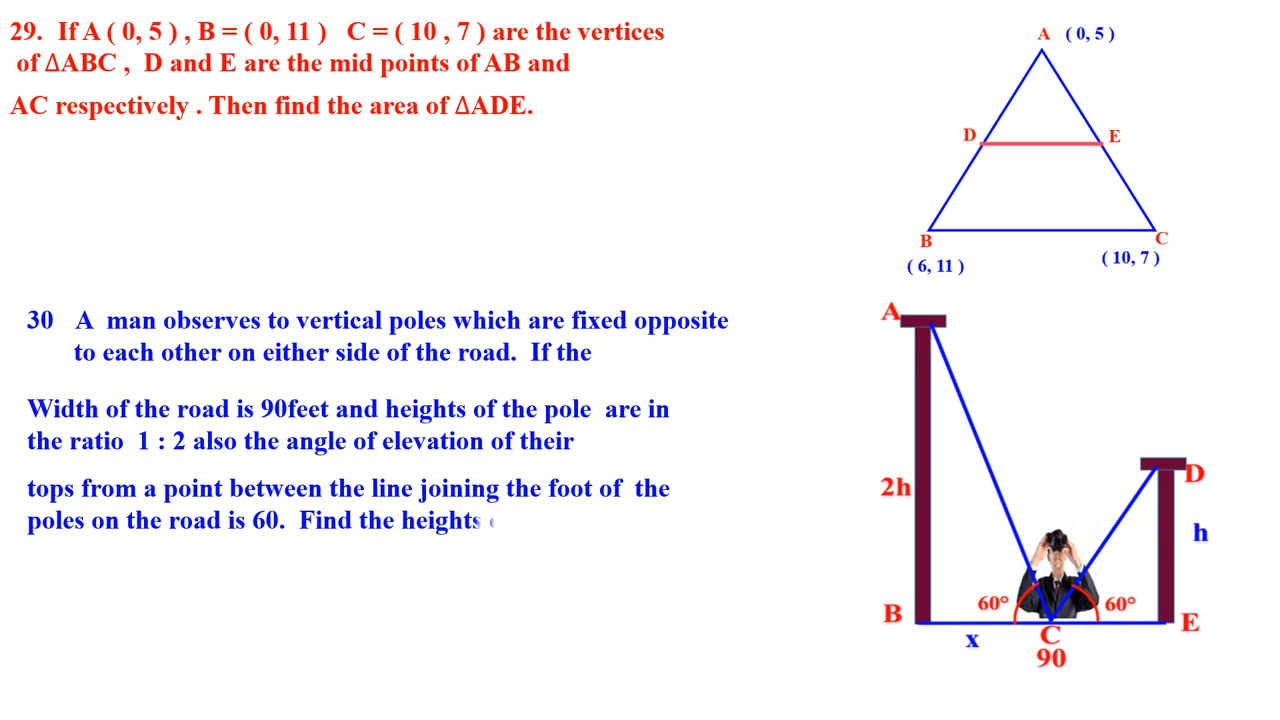 29. If A ( 0, 5 ) , B = ( 0, 11 ) C = ( 10 , 7 ) are the vertices
of ∆ABC , D and E are the mid points of AB and
AC respectively . Then find the area of ∆ADE.
A ( 0, 5 )
D
E
B
C
( 6, 11 )
( 10, 7 )
30 A man observes to vertical poles which are fixed opposite
to each other on either side of the road. If the
Width of the road is 90feet and heights of the pole are in
the ratio 1 : 2 also the angle of elevation of their
tops from a point between the line joining the foot of the
poles on the road is 60. Find the heights
A
D
2h
h
60°
60°
B
E
C
x
90